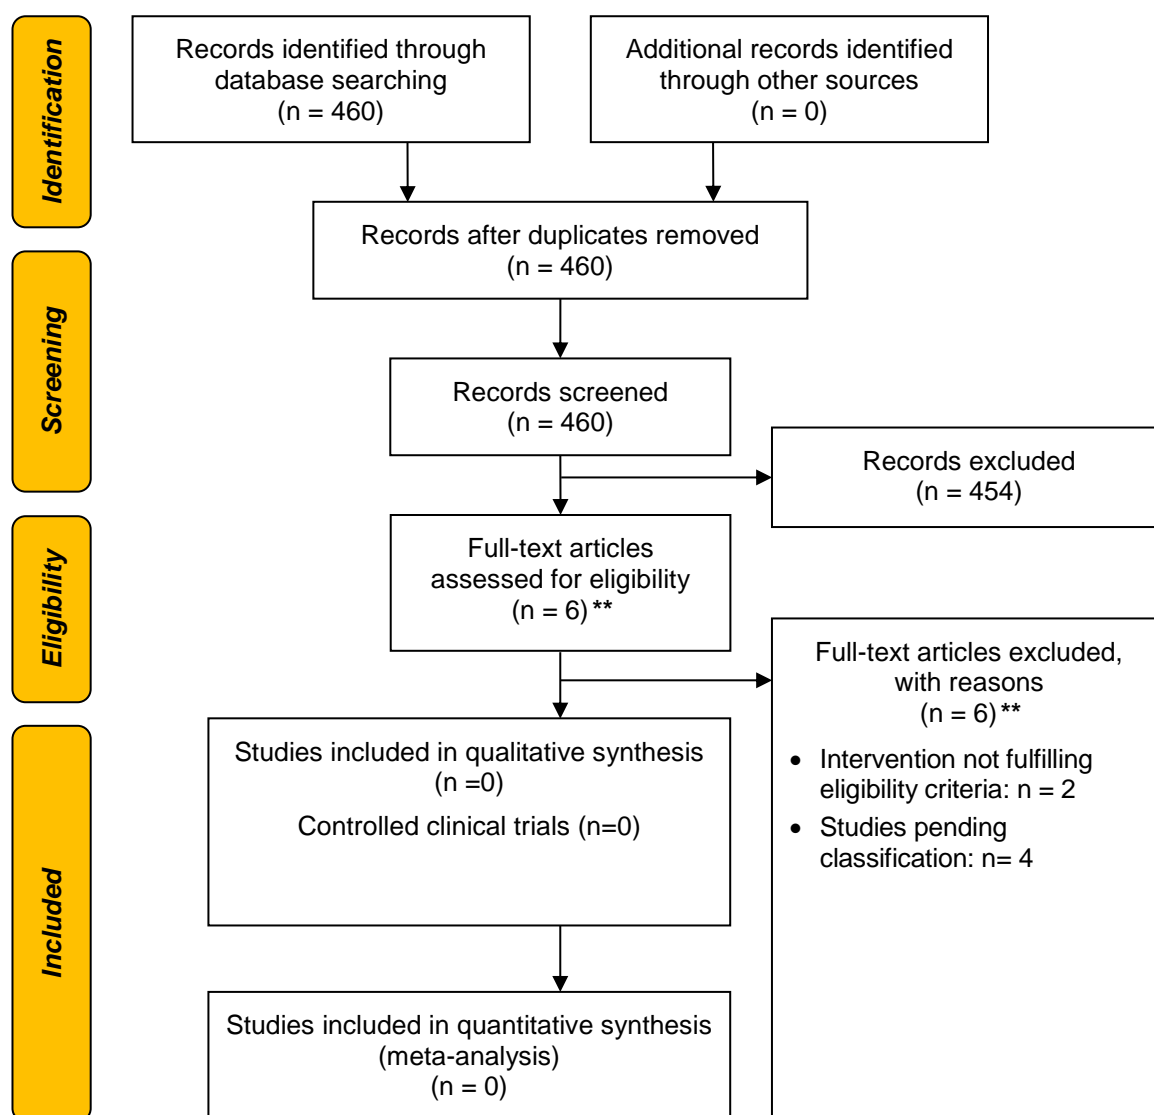 Identification
Records identified through
database searching
(n = 460)
Additional records identified
through other sources
(n = 0)
Records after duplicates removed
(n = 460)
Screening
Records screened
(n = 460)
Records excluded
(n = 454)
Eligibility
Full-text articles
assessed for eligibility
(n = 6) **
Full-text articles excluded,
with reasons
(n = 6) **
• Intervention not fulfilling
eligibility criteria: n = 2
• Studies pending
classification: n= 4
Included
Studies included in qualitative synthesis
(n =0)
Controlled clinical trials (n=0)
Studies included in quantitative synthesis
(meta-analysis)
(n = 0)